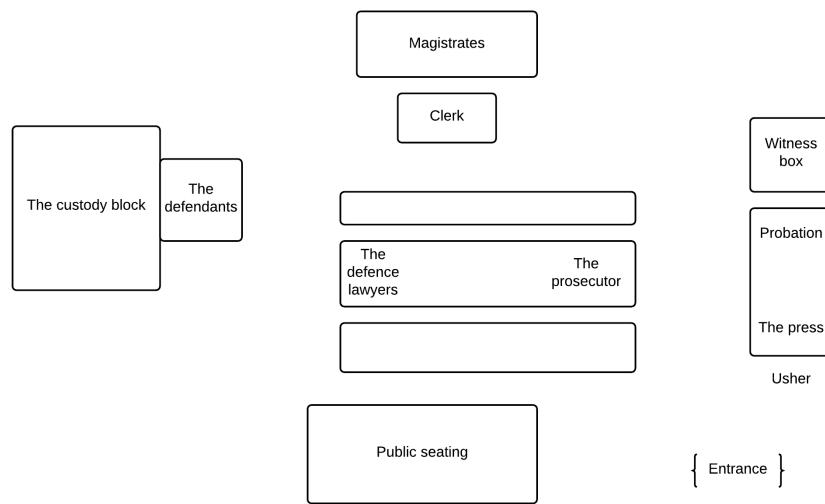 Magistrates
Clerk
Witness
box
The custody block
The
defendants
Probation
The
defence
lawyers
The
prosecutor
The press
Usher
Public seating
{ Entrance }